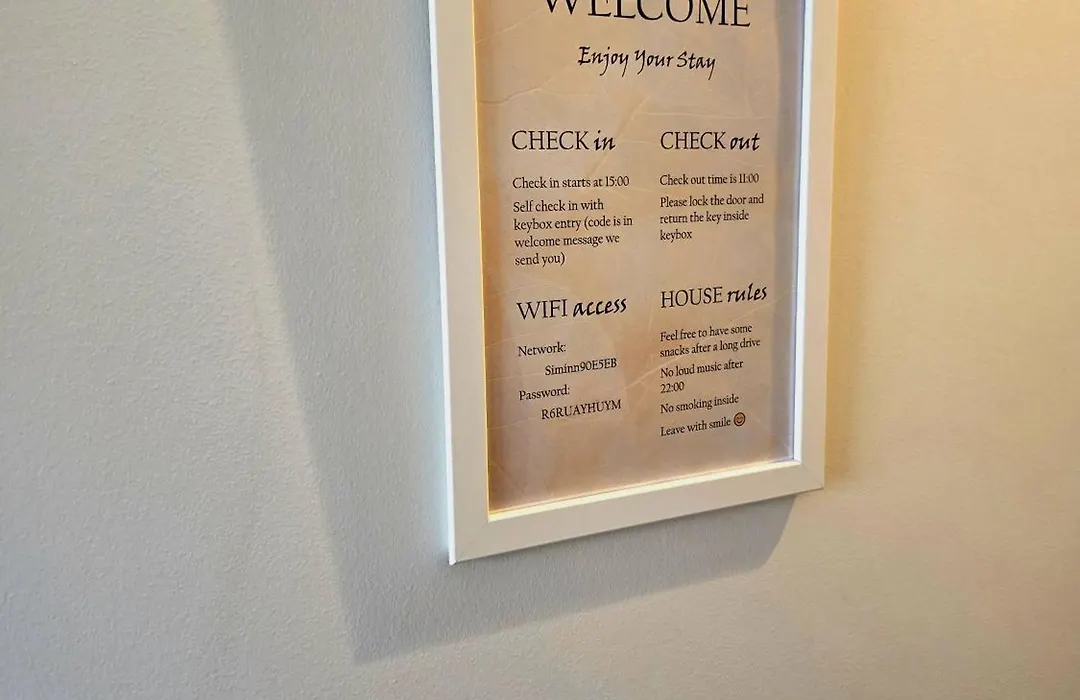 WELCOME
Enjoy Your Stay
CHECK in
Check in starts at 15:00
Self check in with
keybox entry (code is in
welcome message we
send you)
CHECK out
Check out time is 11:00
Please lock the door and
return the key inside
keybox
WIFI access
Network:
Siminn90E5EB
Password:
R6RUAYHUYM
HOUSE rules
Feel free to have some
snacks after a long drive
No loud music after
22:00
No smoking inside
Leave with smile 😊